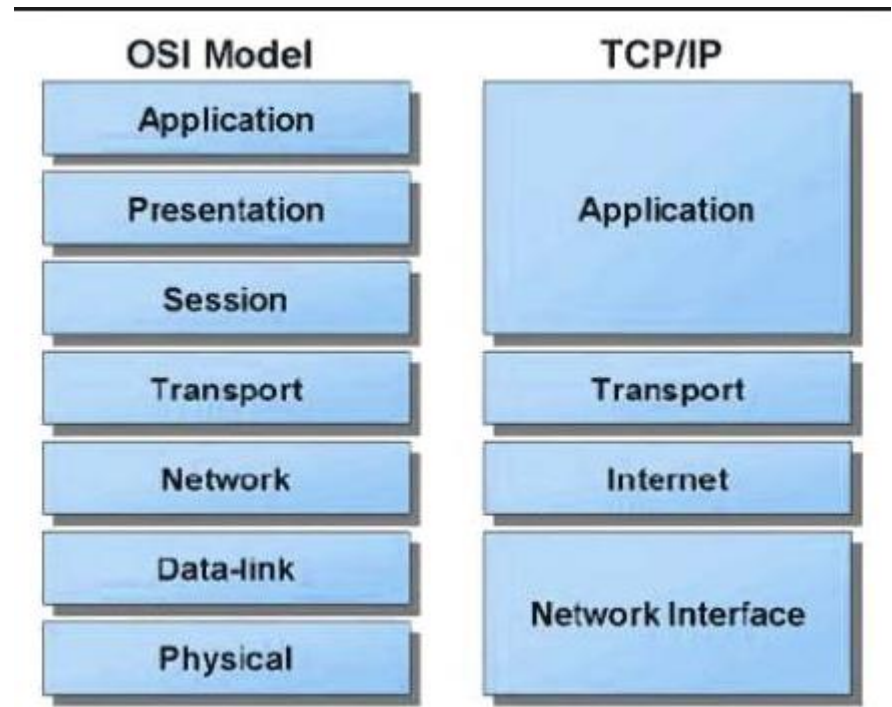 OSI Model
Application
Presentation
Session
Transport
Network
Data-link
Physical
TCP/IP
Application
Transport
Internet
Network Interface